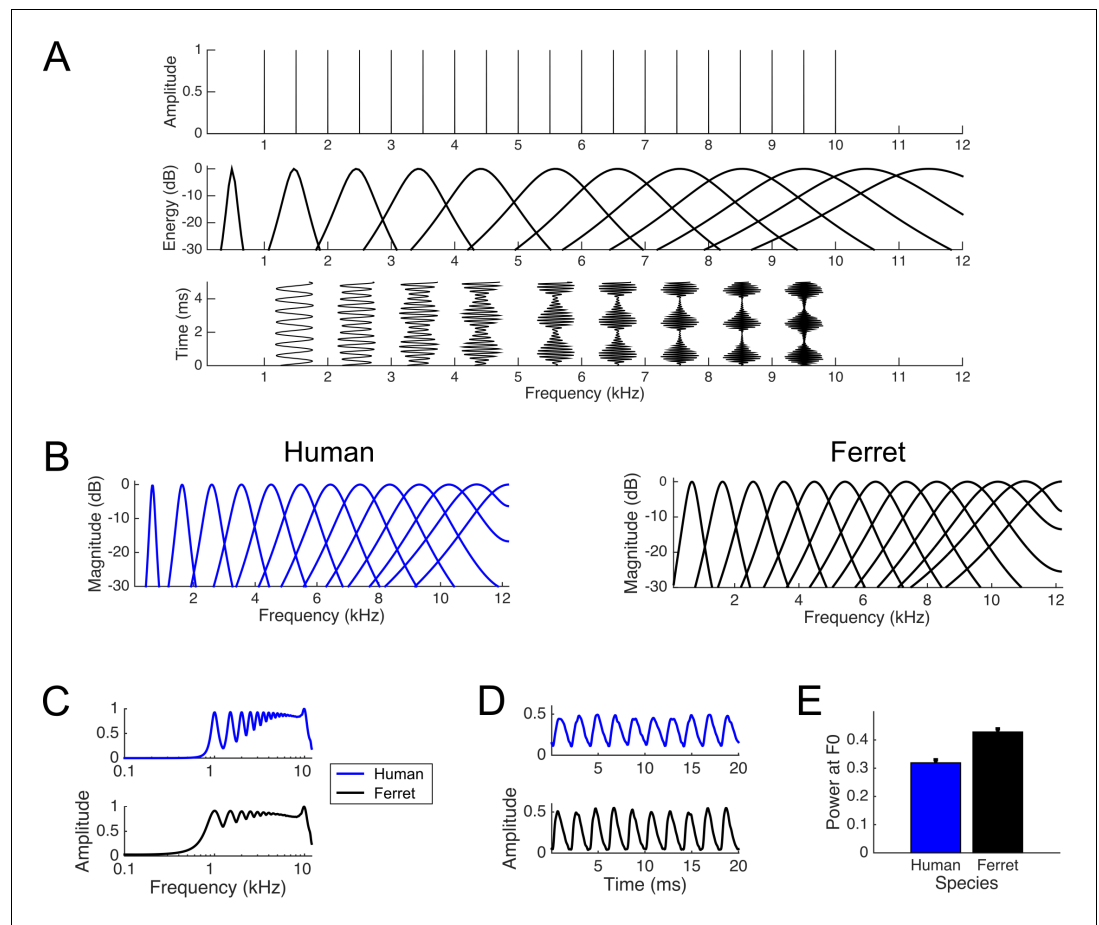 A
Amplitude
1
0.5
0
1 2 3 4 5 6 7 8 9 10 11 12
Energy (dB)
0
-10
-20
-30
1 2 3 4 5 6 7 8 9 10 11 12
Time (ms)
4
2
0
1 2 3 4 5 6 7 8 9 10 11 12
Frequency (kHz)
B
Human
Magnitude (dB)
0
-10
-20
-30
2 4 6 8 10 12
Frequency (kHz)
Ferret
Magnitude (dB)
0
-10
-20
-30
2 4 6 8 10 12
Frequency (kHz)
C
1
0.5
0
0.1 1 10
Human
Ferret
Amplitude
1
0.5
0
0.1 1 10
Frequency (kHz)
D
0.5
0
5 10 15 20
Amplitude
0.5
0
5 10 15 20
Time (ms)
E
Power at F0
0.4
0.3
0.2
0.1
0
Human Ferret
Species